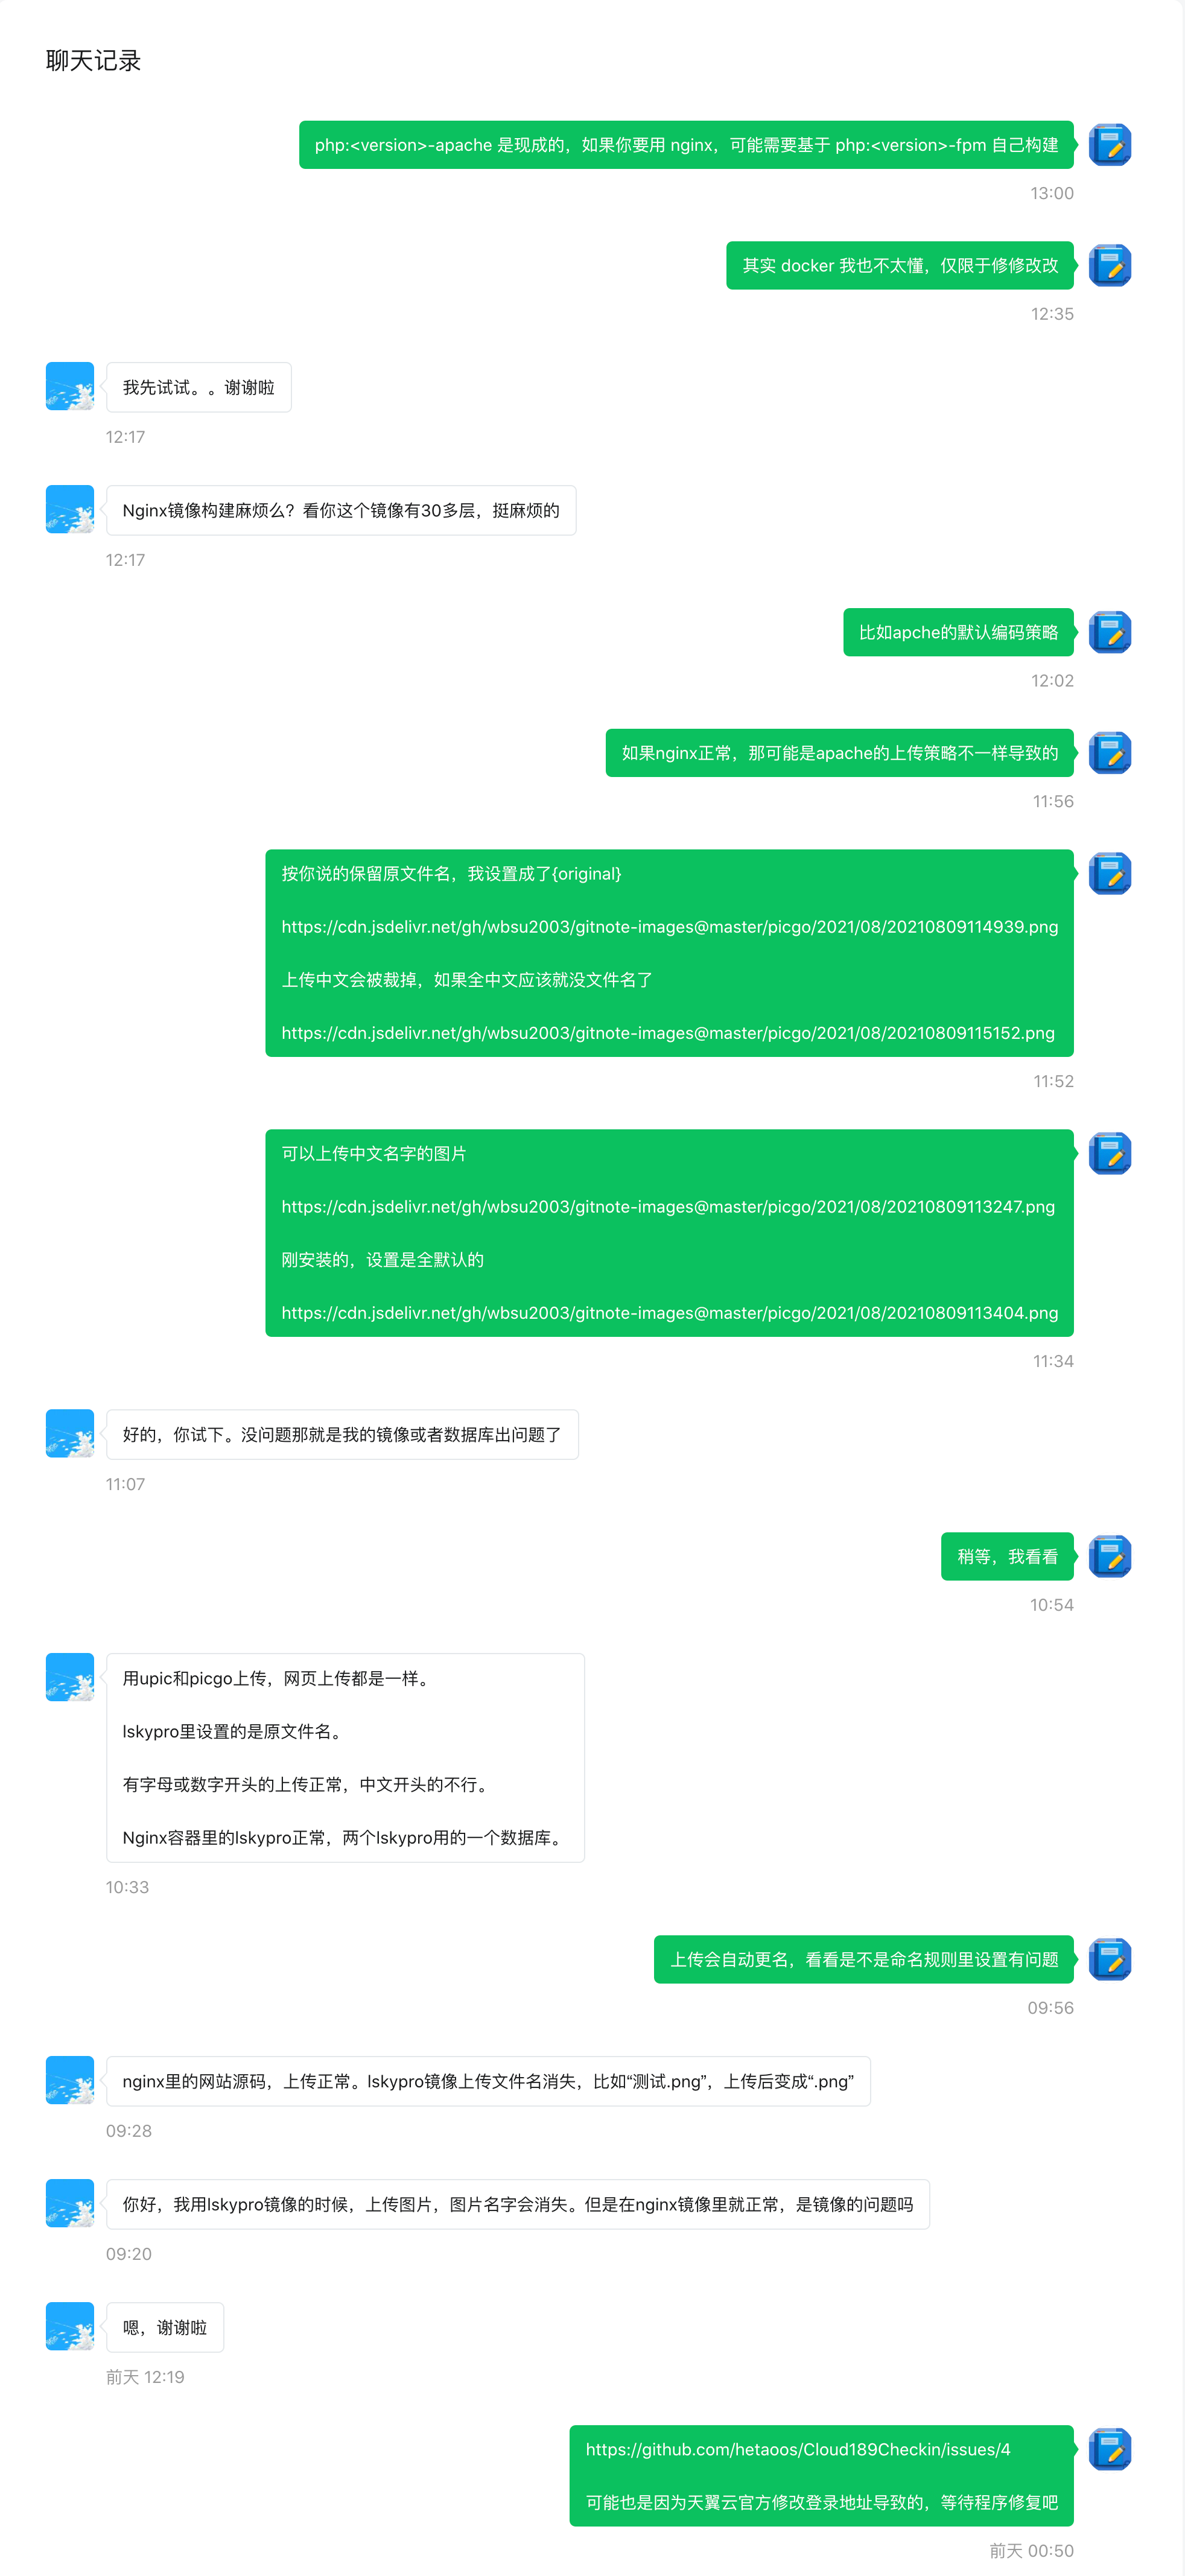 聊天记录
php:<version>-apache 是现成的，如果你要用 nginx，可能需要基于 php:<version>-fpm 自己构建
13:00
其实 docker 我也不太懂，仅限于修修改改
12:35
我先试试。。谢谢啦
12:17
Nginx镜像构建麻烦么？看你这个镜像有30多层，挺麻烦的
12:17
比如apche的默认编码策略
12:02
如果nginx正常，那可能是apache的上传策略不一样导致的
11:56
按你说的保留原文件名，我设置成了{original}
https://cdn.jsdelivr.net/gh/wbsu2003/gitnote-images@master/picgo/2021/08/20210809114939.png
上传中文会被裁掉，如果全中文应该就没文件名了
https://cdn.jsdelivr.net/gh/wbsu2003/gitnote-images@master/picgo/2021/08/20210809115152.png
11:52
可以上传中文名字的图片
https://cdn.jsdelivr.net/gh/wbsu2003/gitnote-images@master/picgo/2021/08/20210809113247.png
刚安装的，设置是全默认的
https://cdn.jsdelivr.net/gh/wbsu2003/gitnote-images@master/picgo/2021/08/20210809113404.png
11:34
好的，你试下。没问题那就是我的镜像或者数据库出问题了
11:07
稍等，我看看
10:54
用upic和picgo上传，网页上传都是一样。
lskypro里设置的是原文件名。
有字母或数字开头的上传正常，中文开头的不行。
Nginx容器里的lskypro正常，两个lskypro用的一个数据库。
10:33
上传会自动更名，看看是不是命名规则里设置有问题
09:56
nginx里的网站源码，上传正常。lskypro镜像上传文件名消失，比如“测试.png”，上传后变成“.png”
09:28
你好，我用lskypro镜像的时候，上传图片，图片名字会消失。但是在nginx镜像里就正常，是镜像的问题吗
09:20
嗯，谢谢啦
前天 12:19
https://github.com/hetaoos/Cloud189Checkin/issues/4
可能也是因为天翼云官方修改登录地址导致的，等待程序修复吧
前天 00:50